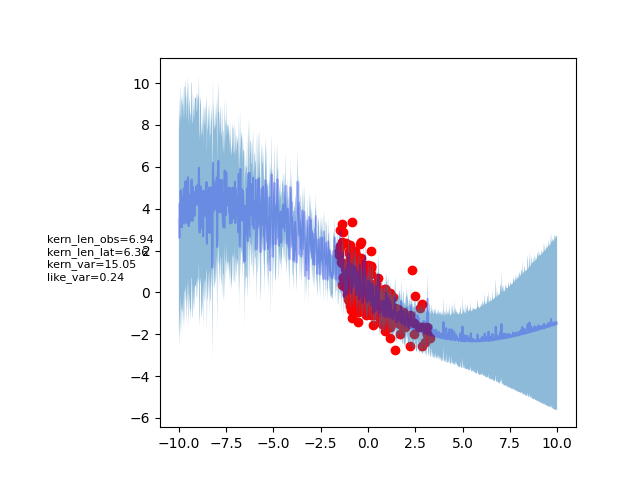 10
8
6
4
2
0
−2
−4
−6
kern_len_obs=6.94
kern_len_lat=6.36
kern_var=15.05
like_var=0.24
−10.0 −7.5 −5.0 −2.5 0.0 2.5 5.0 7.5 10.0